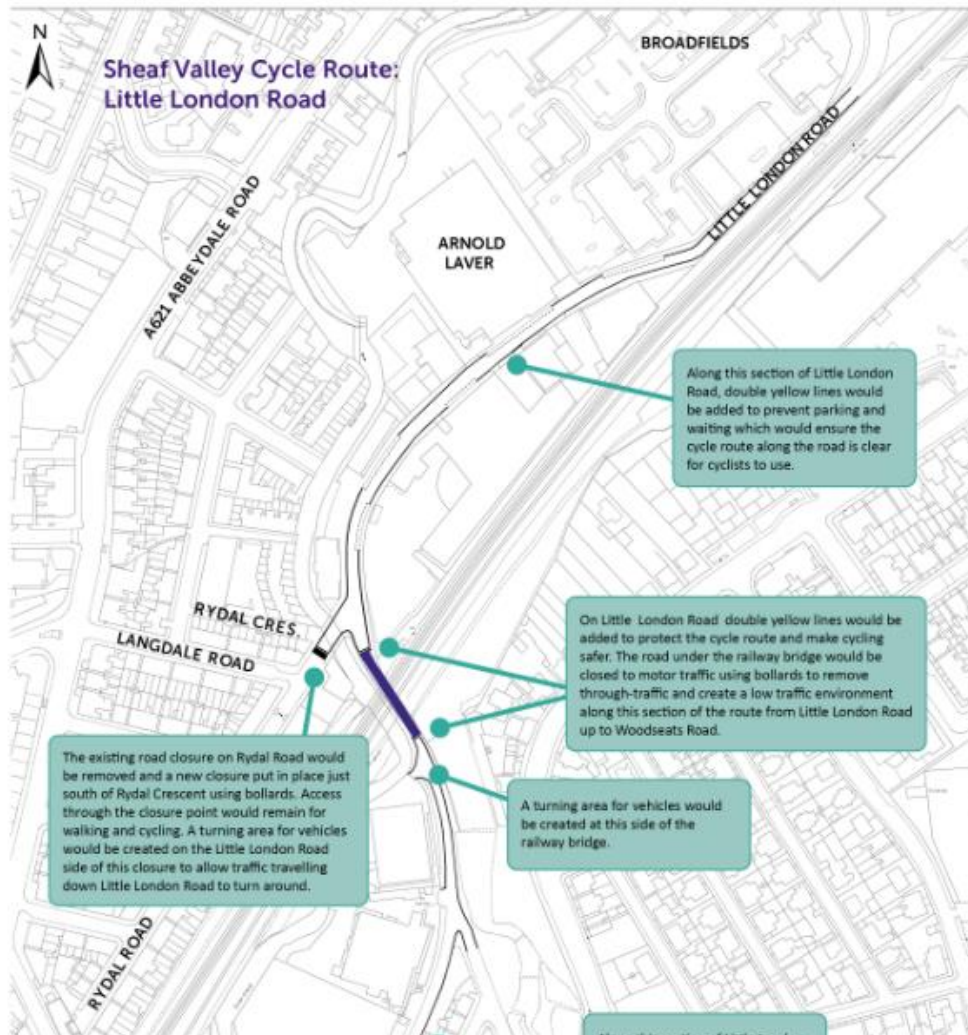 N
Sheaf Valley Cycle Route:
Little London Road
BROADFIELDS
LITTLE LONDON ROAD
A621 ABBEYDALE ROAD
ARNOLD
LAVER
Along this section of Little London
Road, double yellow lines would
be added to prevent parking and
waiting which would ensure the
cycle route along the road is clear
for cyclists to use.
RYDAL CRES.
LANGDALE ROAD
On Little London Road double yellow lines would be
added to protect the cycle route and make cycling
safer. The road under the railway bridge would be
closed to motor traffic using bollards to remove
through-traffic and create a low traffic environment
along this section of the route from Little London Road
up to Woodseats Road.
The existing road closure on Rydal Road would
be removed and a new closure put in place just
south of Rydal Crescent using bollards. Access
through the closure point would remain for
walking and cycling. A turning area for vehicles
would be created on the Little London Road
side of this closure to allow traffic travelling
down Little London Road to turn around.
A turning area for vehicles would
be created at this side of the
railway bridge.
RYDAL ROAD